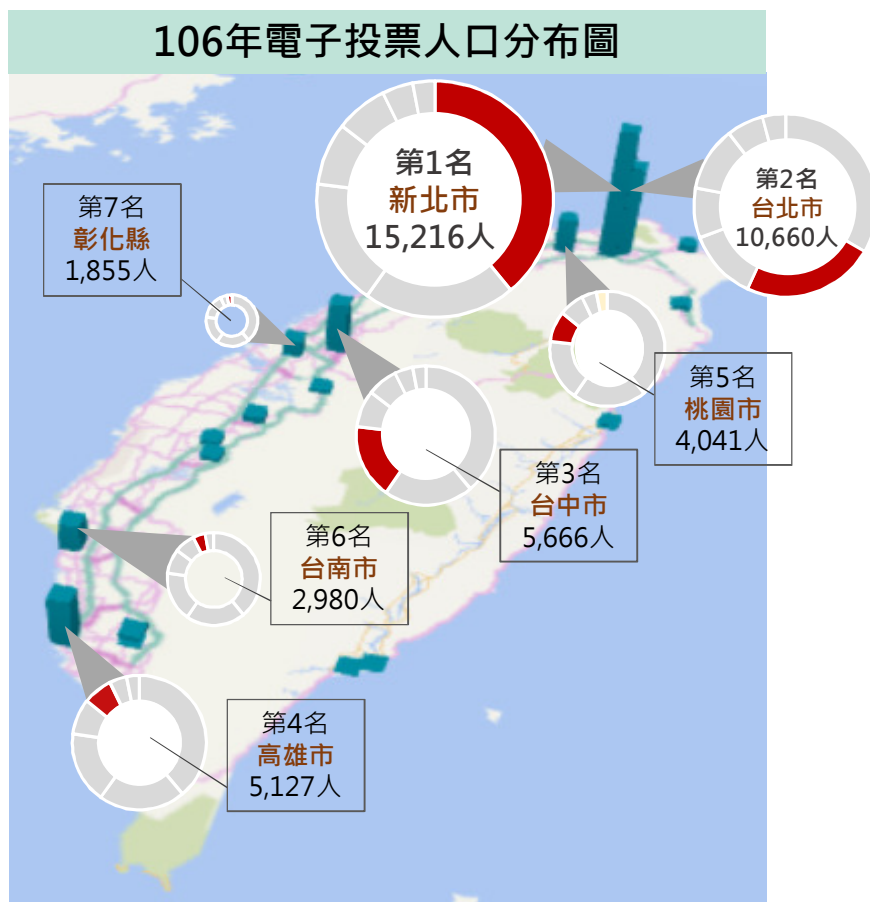 106年電子投票人口分布圖
第1名
新北市
15,216人
第2名
台北市
10,660人
第7名
彰化縣
1,855人
第5名
桃園市
4,041人
第3名
台中市
5,666人
第6名
台南市
2,980人
第4名
高雄市
5,127人